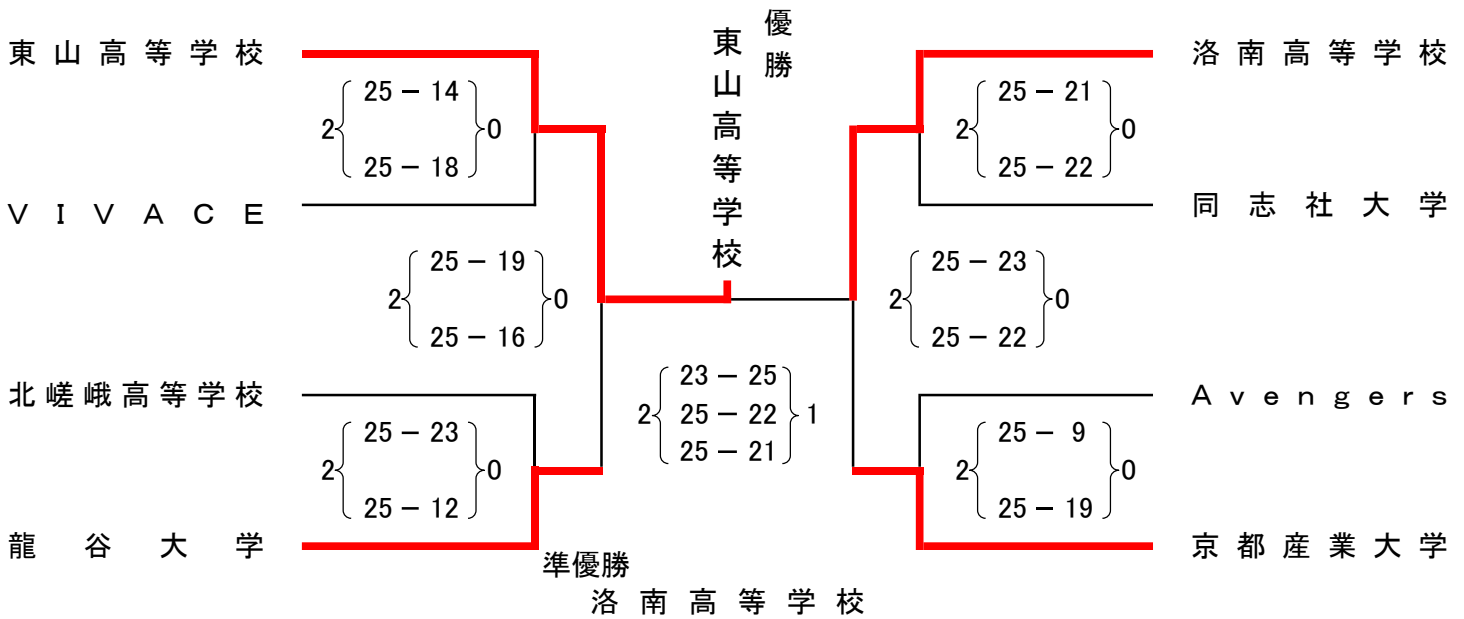 優勝
東山高等学校
東山高等学校
25 - 14
2 0
25 - 18
VIVACE
25 - 19
2 0
25 - 16
北嵯峨高等学校
25 - 23
2 0
25 - 12
龍谷大学
洛南高等学校
25 - 21
2 0
25 - 22
同志社大学
25 - 23
2 0
25 - 22
Avengers
25 - 9
2 0
25 - 19
京都産業大学
23 - 25
2 25 - 22 1
25 - 21
準優勝
洛南高等学校